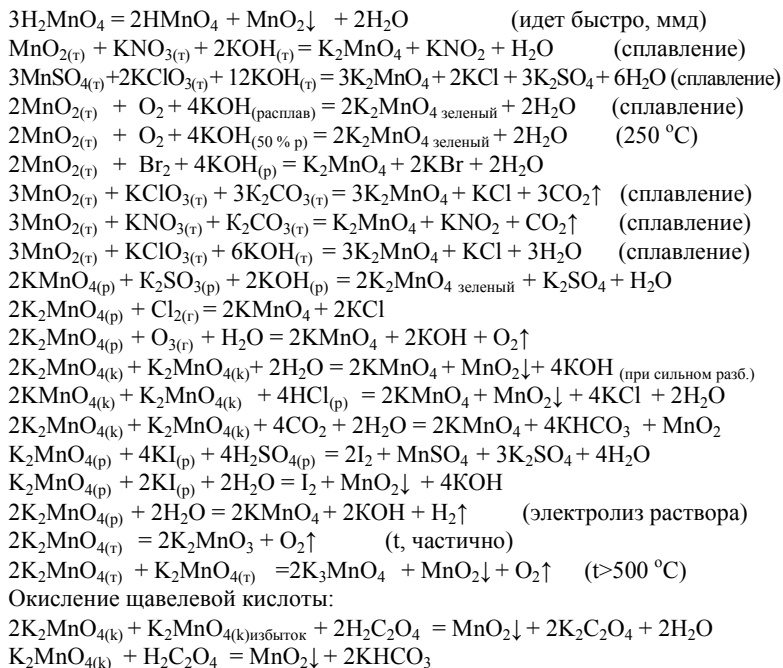 3H₂MnO₄ = 2HMnO₄ + MnO₂↓ + 2H₂O (идет быстро, ммд)
MnO₂₍т₎ + KNO₃₍т₎ + 2KOH₍т₎ = K₂MnO₄ + KNO₂ + H₂O (сплавление)
3MnSO₄₍т₎+2KClO₃₍т₎ + 12KOH₍т₎ = 3K₂MnO₄ + 2KCl + 3K₂SO₄ + 6H₂O (сплавление)
2MnO₂₍т₎ + O₂ + 4KOH₍расплав₎ = 2K₂MnO₄ зеленый + 2H₂O (сплавление)
2MnO₂₍т₎ + O₂ + 4KOH₍50 % р₎ = 2K₂MnO₄ зеленый + 2H₂O (250 °C)
2MnO₂₍т₎ + Br₂ + 4KOH₍р₎ = K₂MnO₄ + 2KBr + 2H₂O
3MnO₂₍т₎ + KClO₃₍т₎ + 3K₂CO₃₍т₎ = 3K₂MnO₄ + KCl + 3CO₂↑ (сплавление)
3MnO₂₍т₎ + KNO₃₍т₎ + K₂CO₃₍т₎ = K₂MnO₄ + KNO₂ + CO₂↑ (сплавление)
3MnO₂₍т₎ + KClO₃₍т₎ + 6KOH₍т₎ = 3K₂MnO₄ + KCl + 3H₂O (сплавление)
2KMnO₄₍р₎ + K₂SO₃₍р₎ + 2KOH₍р₎ = 2K₂MnO₄ зеленый + K₂SO₄ + H₂O
2K₂MnO₄₍р₎ + Cl₂₍г₎ = 2KMnO₄ + 2KCl
2K₂MnO₄₍р₎ + O₃₍г₎ + H₂O = 2KMnO₄ + 2KOH + O₂↑
2K₂MnO₄₍k₎ + K₂MnO₄₍k₎ + 2H₂O = 2KMnO₄ + MnO₂↓+ 4KOH (при сильном разб.)
2KMnO₄₍k₎ + K₂MnO₄₍k₎ + 4HCl₍р₎ = 2KMnO₄ + MnO₂↓ + 4KCl + 2H₂O
2K₂MnO₄₍k₎ + K₂MnO₄₍k₎ + 4CO₂ + 2H₂O = 2KMnO₄ + 4KHCO₃ + MnO₂
K₂MnO₄₍р₎ + 4KI₍р₎ + 4H₂SO₄₍р₎ = 2I₂ + MnSO₄ + 3K₂SO₄ + 4H₂O
K₂MnO₄₍р₎ + 2KI₍р₎ + 2H₂O = I₂ + MnO₂↓ + 4KOH
2K₂MnO₄₍р₎ + 2H₂O = 2KMnO₄ + 2KOH + H₂↑ (электролиз раствора)
2K₂MnO₄₍т₎ = 2K₂MnO₃ + O₂↑ (t, частично)
2K₂MnO₄₍т₎ + K₂MnO₄₍т₎ =2K₃MnO₄ + MnO₂↓ + O₂↑ (t>500 °C)
Окисление щавелевой кислоты:
2K₂MnO₄₍k₎ + K₂MnO₄₍k₎избыток + 2H₂C₂O₄ = MnO₂↓ + 2K₂C₂O₄ + 2H₂O
K₂MnO₄₍k₎ + H₂C₂O₄ = MnO₂↓ + 2KHCO₃